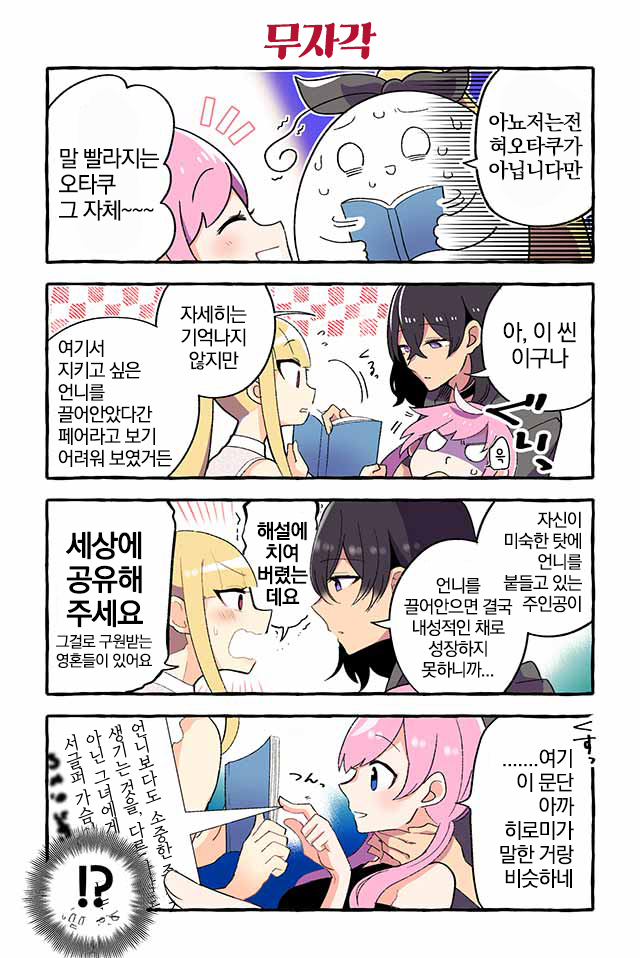 무자각
아뇨저는전
혀오타쿠가
아닙니다만
말 빨라지는
오타쿠
그 자체~~~
아, 이 씬
이구나
윽
자세히는
기억나지
않지만
여기서
지키고 싶은
언니를
끌어안았다간
페어라고 보기
어려워 보였거든
자신이
미숙한 탓에
언니를
붙들고 있는
주인공이
언니를
끌어안으면 결국
내성적인 채로
성장하지
못하니까...
해설에
치여
버렸는
데요
세상에
공유해
주세요
그걸로 구원받는
영혼들이 있어요
.......여기
이 문단
아까
히로미가
말한 거랑
비슷하네
언니보다도 소중한
생기는 것을, 다른
아닌 그녀에게
서글퍼 가슴
!?